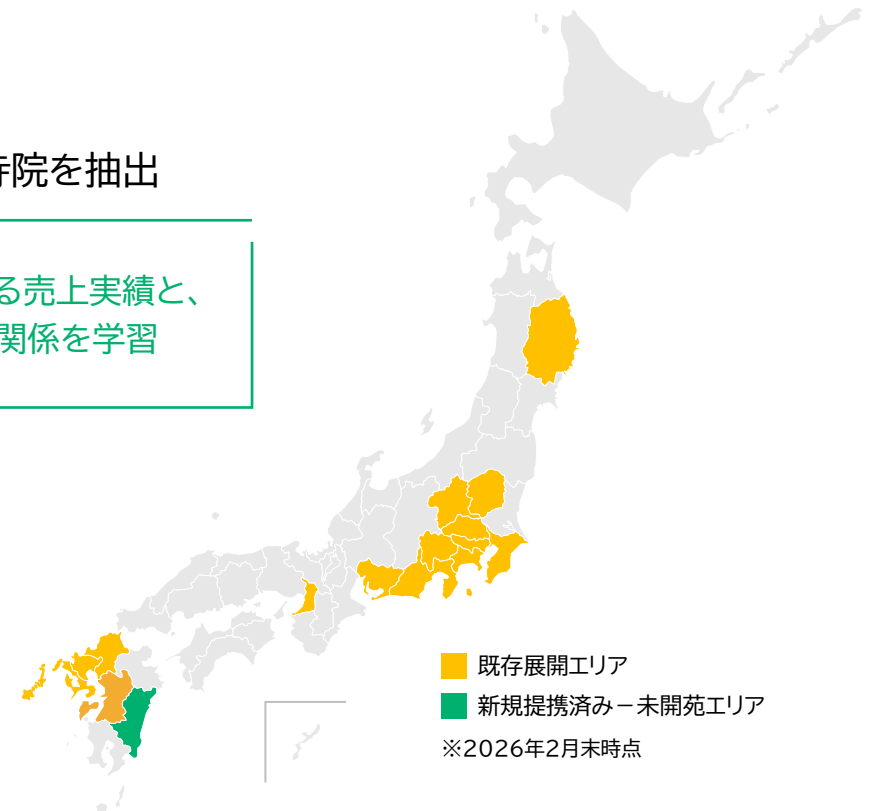 寺院を抽出
る売上実績と、
関係を学習
既存展開エリア
新規提携済み－未開苑エリア
※2026年2月末時点